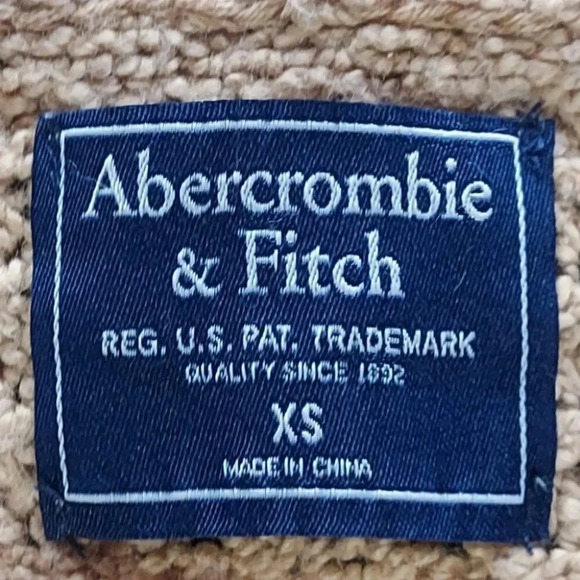 Abercrombie
& Fitch
REG. U.S. PAT. TRADEMARK
QUALITY SINCE 1892
XS
MADE IN CHINA